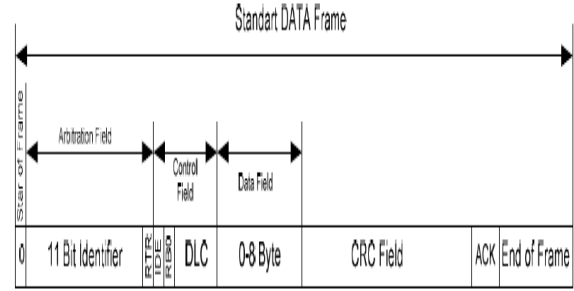 Standart DATA Frame
Star of Frame
Arbitration Field
Control
Field
Data Field
0 11 Bit Identifier RTR IDE RB0 DLC 0-8 Byte CRC Field ACK End of Frame